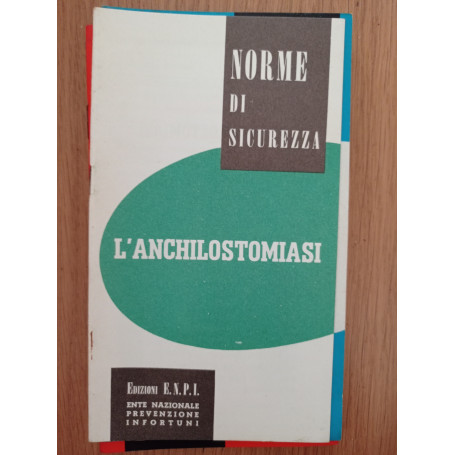 NORME
DI
SICUREZZA
L'ANCHILOSTOMIASI
EDIZIONI E.N.P.I.
ENTE NAZIONALE
PREVENZIONE
INFORTUNI